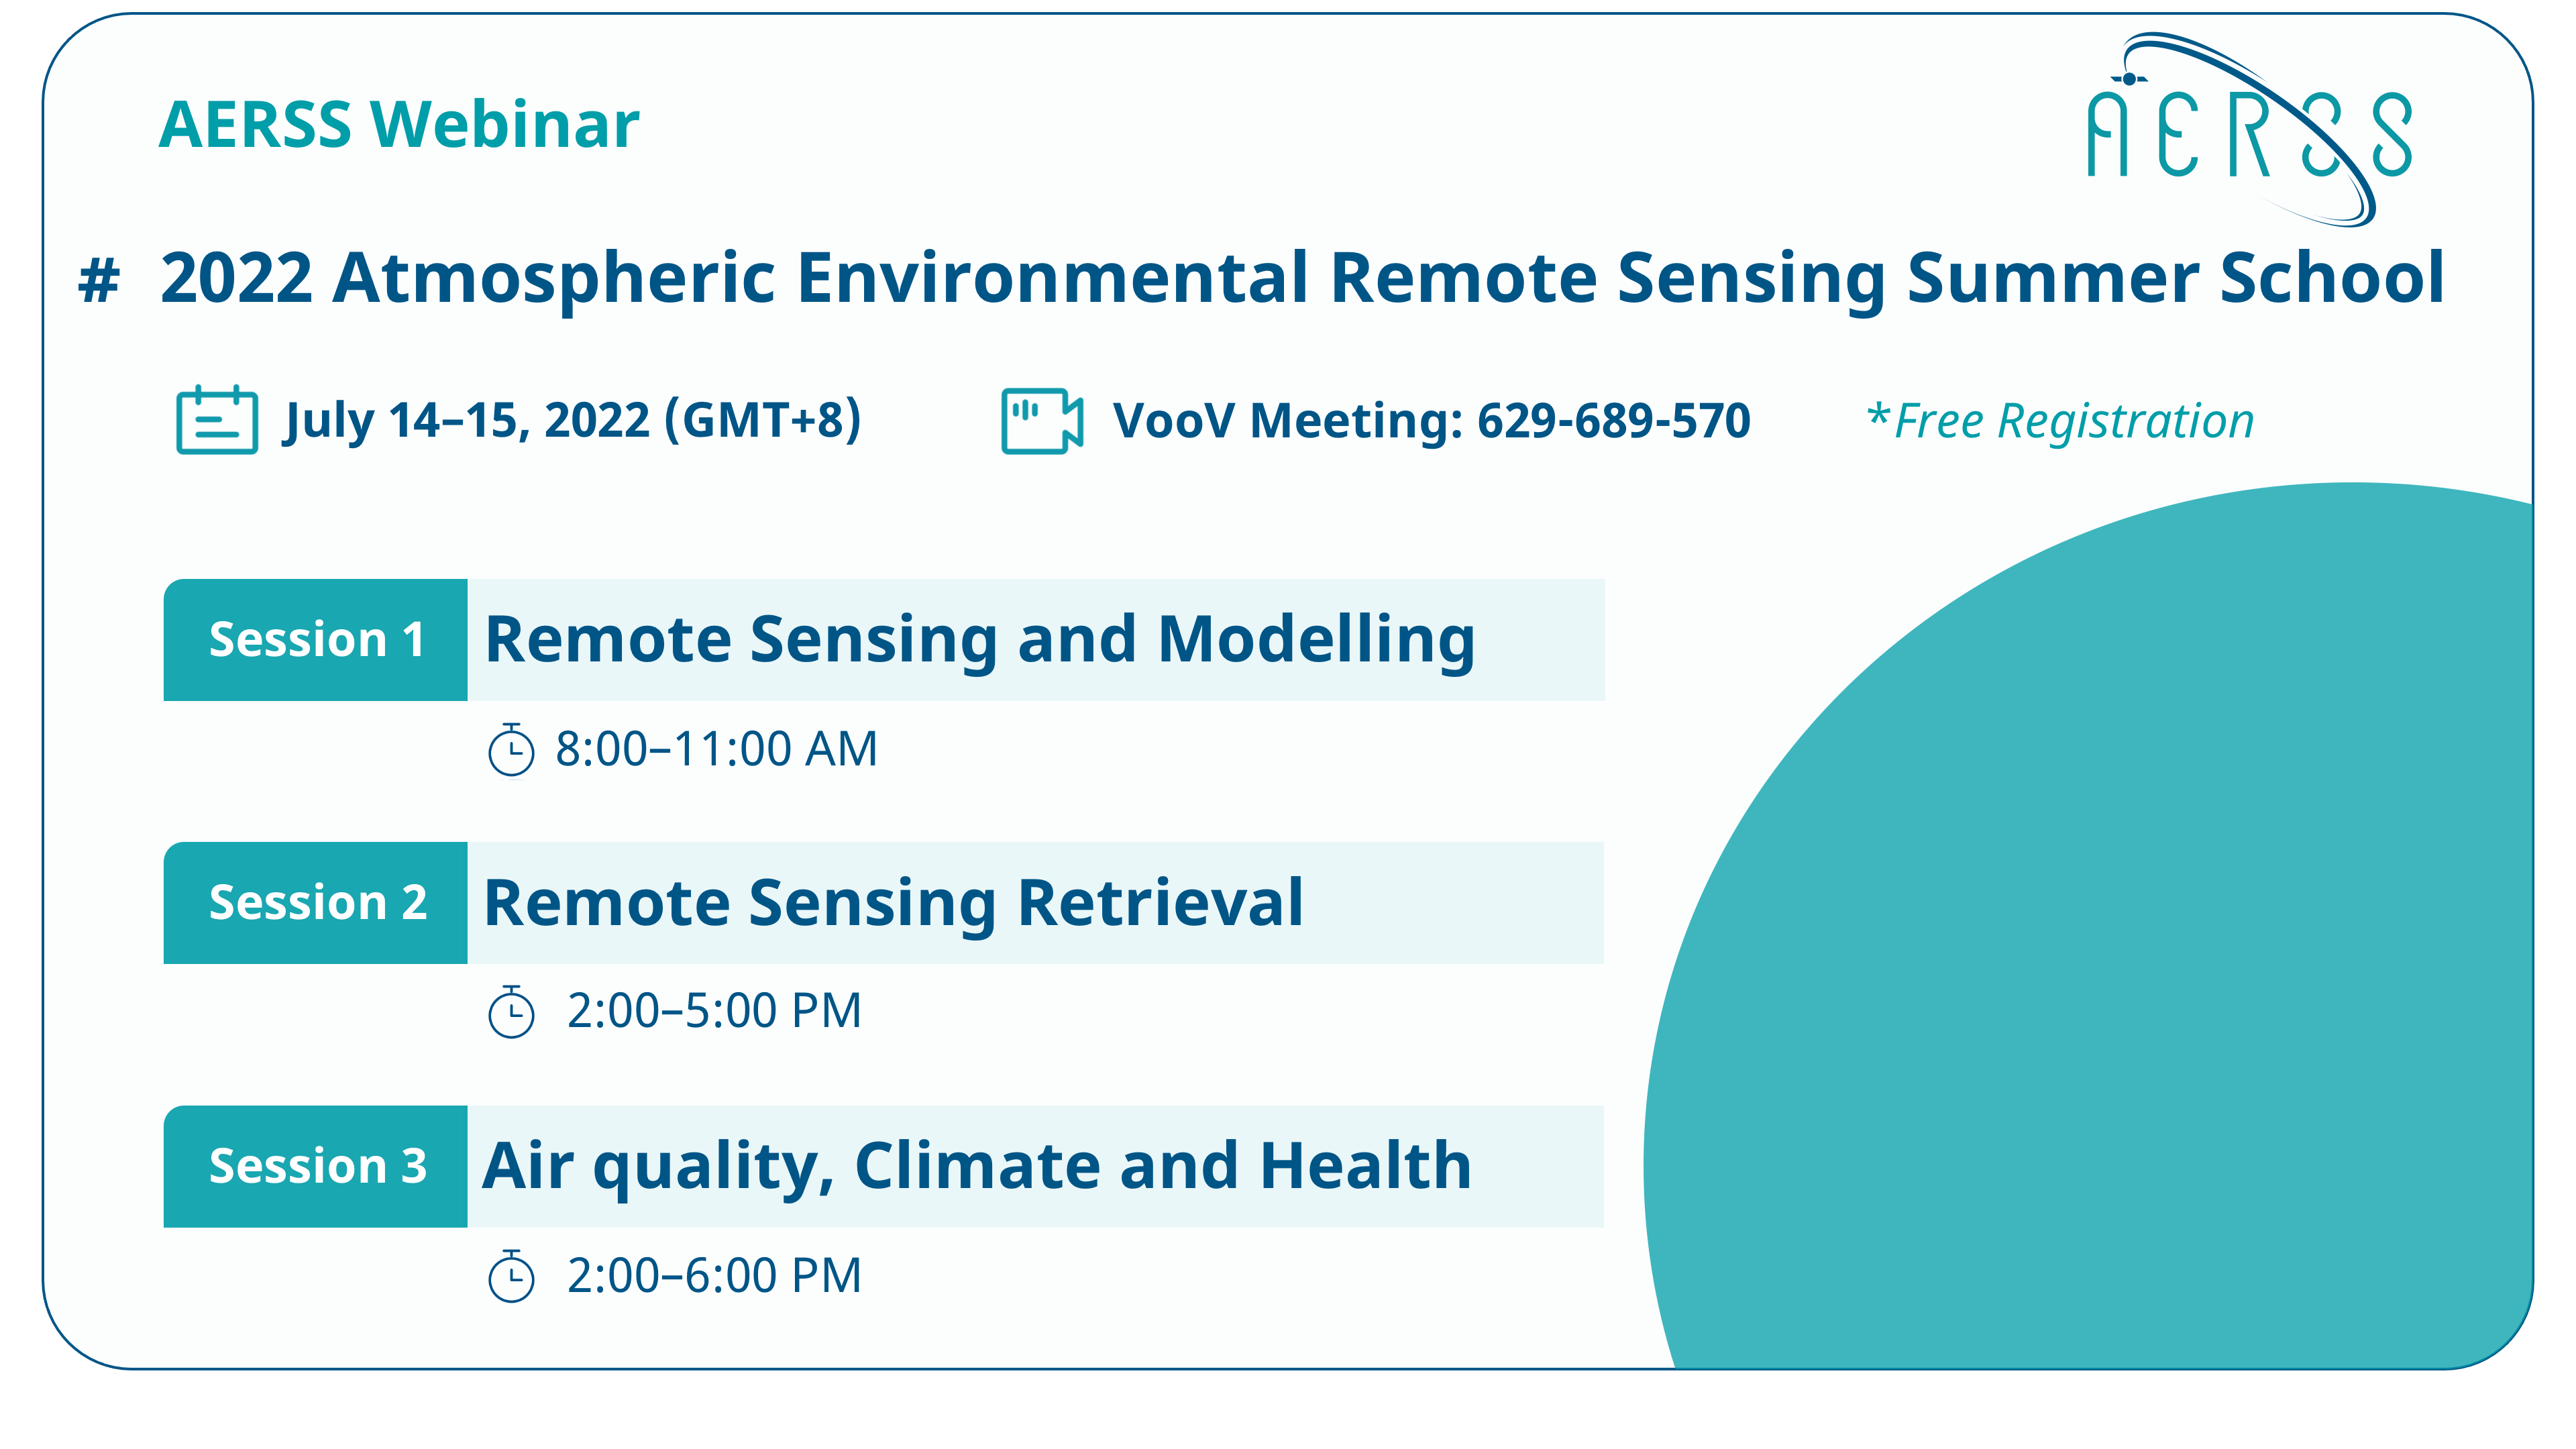 AERSS Webinar
AERSS
# 2022 Atmospheric Environmental Remote Sensing Summer School
July 14–15, 2022 (GMT+8)
VooV Meeting: 629-689-570
*Free Registration
Session 1
Remote Sensing and Modelling
8:00–11:00 AM
Session 2
Remote Sensing Retrieval
2:00–5:00 PM
Session 3
Air quality, Climate and Health
2:00–6:00 PM